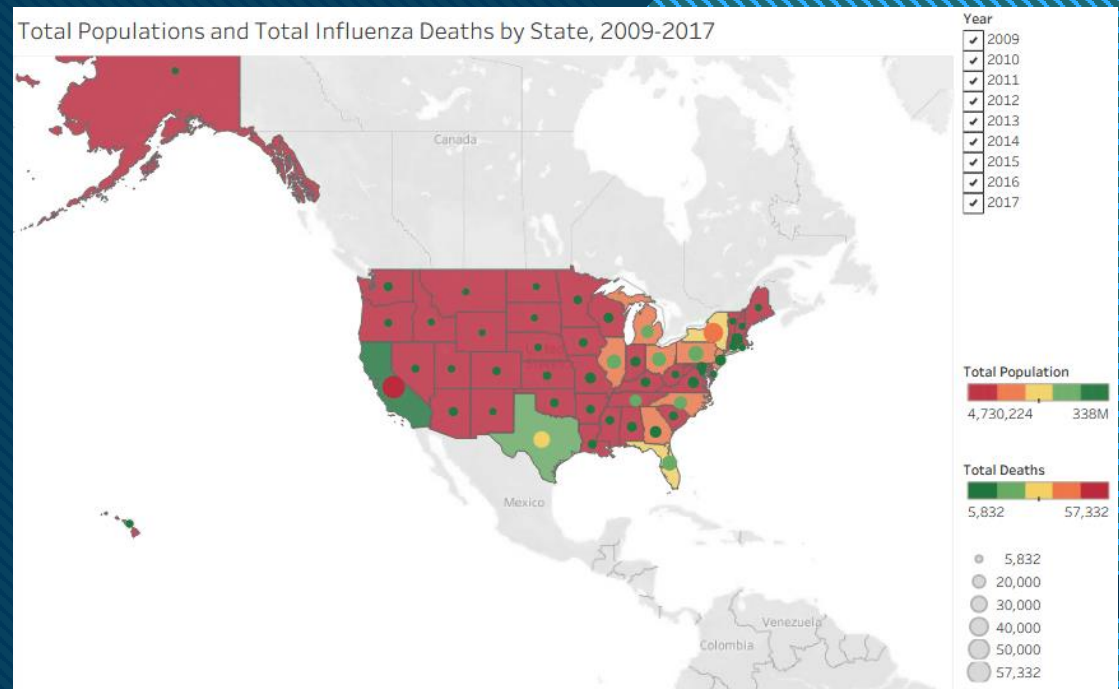 Total Populations and Total Influenza Deaths by State, 2009-2017
Canada
Mexico
Venezuela
Colombia
Year
2009
2010
2011
2012
2013
2014
2015
2016
2017
Total Population
4,730,224 338M
Total Deaths
5,832 57,332
5,832
20,000
30,000
40,000
50,000
57,332